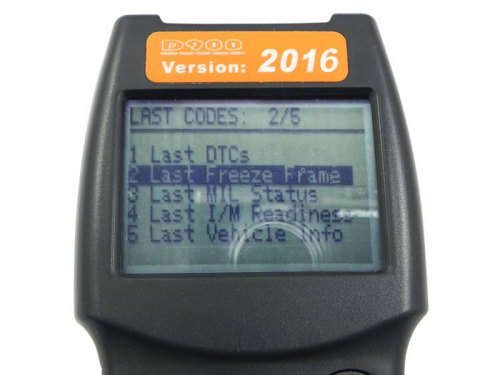 D900
Version: 2016
LAST CODES: 2/5
1 Last DTCs
2 Last Freeze Frame
3 Last MIL Status
4 Last I/M Readiness
5 Last Vehicle Info